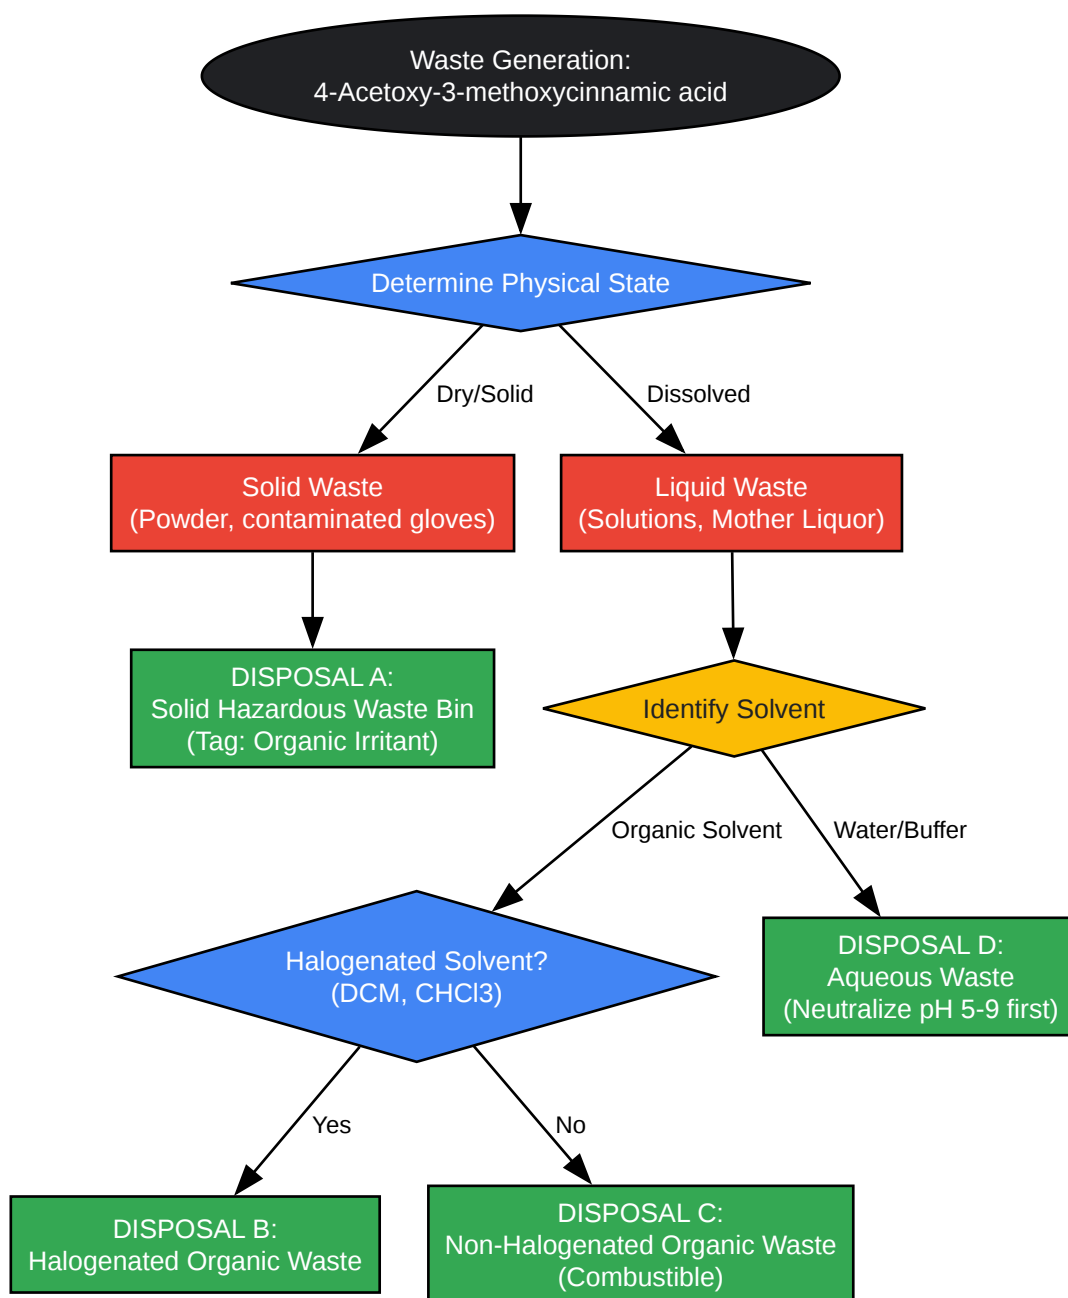 Waste Generation:
4-Acetoxy-3-methoxycinnamic acid
Determine Physical State
Dry/Solid
Dissolved
Solid Waste
(Powder, contaminated gloves)
Liquid Waste
(Solutions, Mother Liquor)
DISPOSAL A:
Solid Hazardous Waste Bin
(Tag: Organic Irritant)
Identify Solvent
Organic Solvent
Water/Buffer
Halogenated Solvent?
(DCM, CHCl3)
DISPOSAL D:
Aqueous Waste
(Neutralize pH 5-9 first)
Yes
No
DISPOSAL B:
Halogenated Organic Waste
DISPOSAL C:
Non-Halogenated Organic Waste
(Combustible)